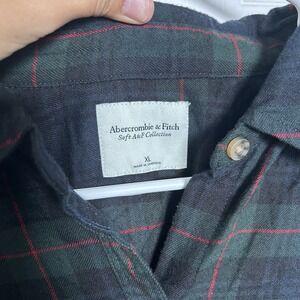 Abercrombie & Fitch
Soft A&F Collection
XL